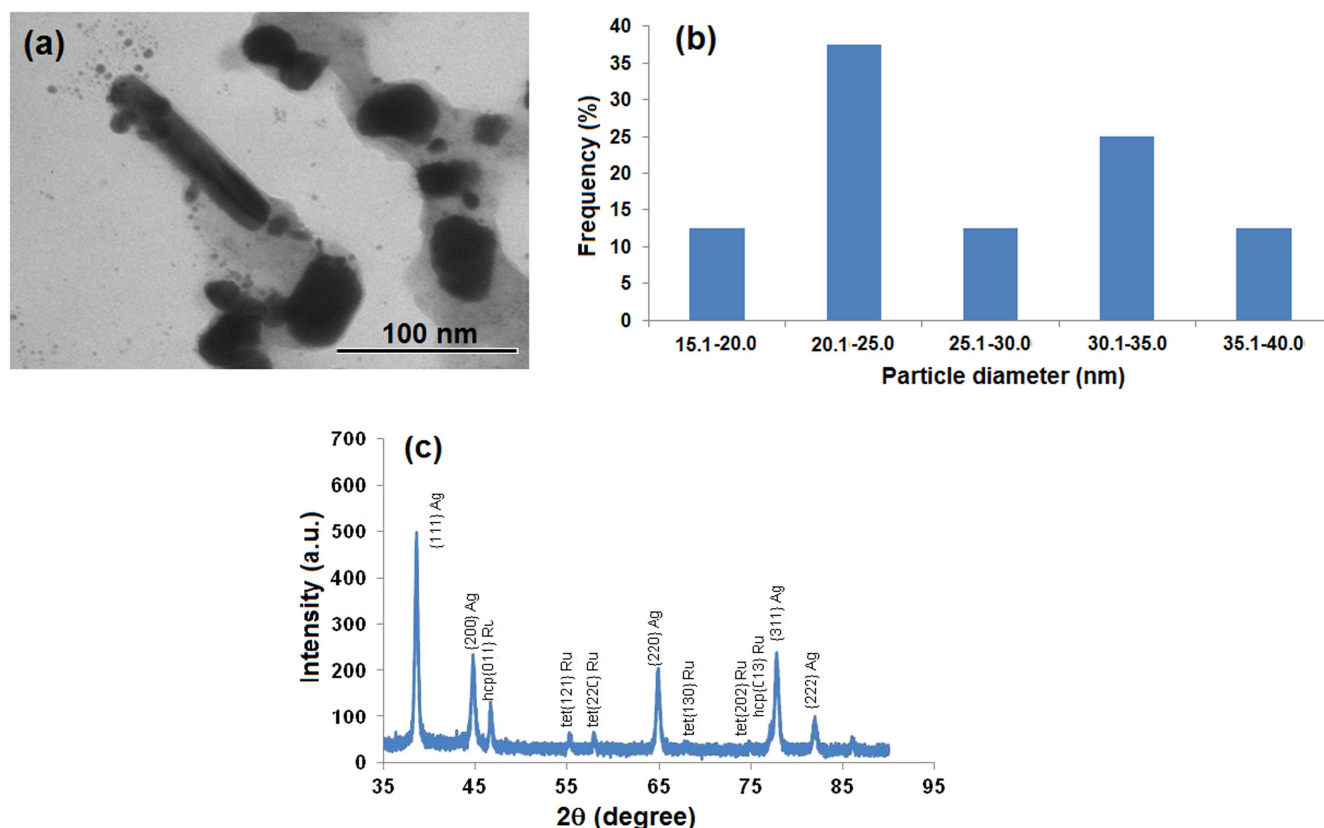 (a)
100 nm
(b)
40
35
30
25
20
15
10
5
0
Frequency (%)
15.1-20.0 20.1-25.0 25.1-30.0 30.1-35.0 35.1-40.0
Particle diameter (nm)
(c)
700
600
500
400
300
200
100
0
Intensity (a.u.)
{111} Ag
{200} Ag
hcp{011} Ru
tet{121} Ru
tet{220} Ru
{220} Ag
tet{130} Ru
tet{202} Ru
hcp{013} Ru
{311} Ag
{222} Ag
35 45 55 65 75 85 95
2θ (degree)